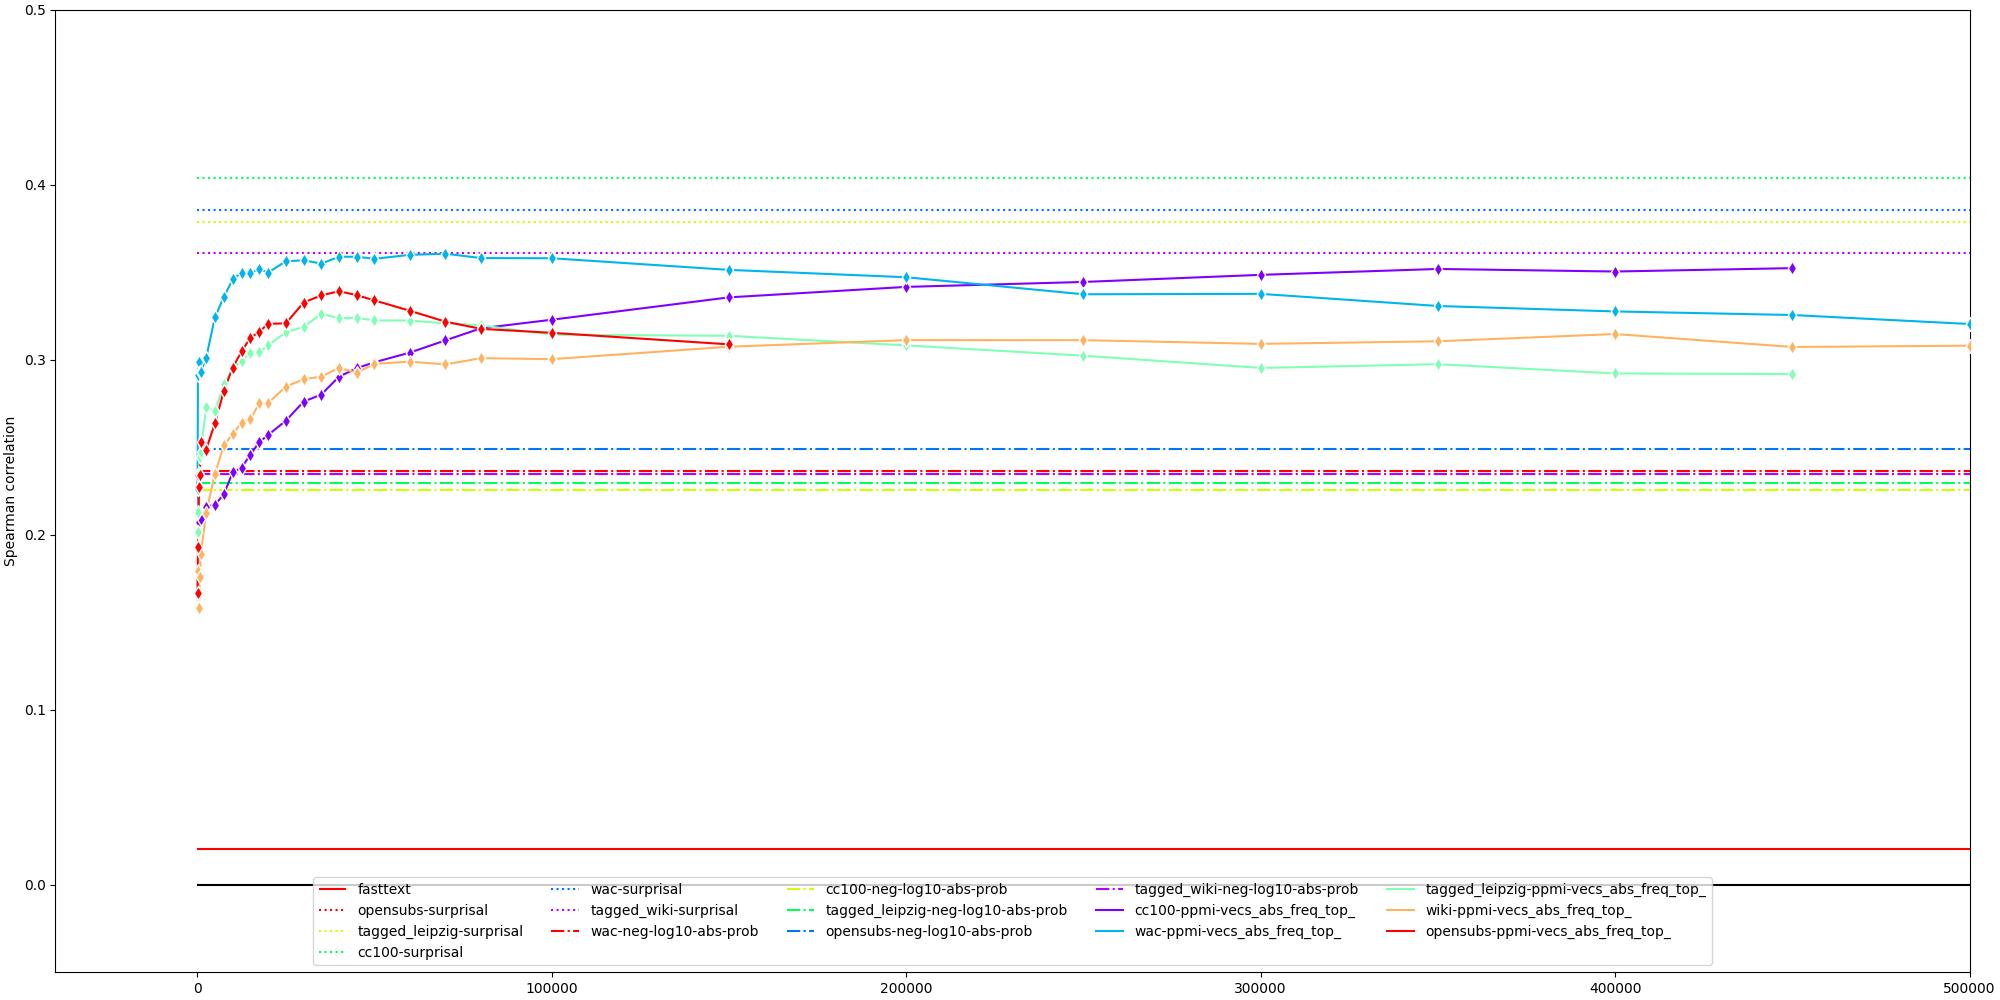 0.5
0.4
0.3
0.2
0.1
0.0
Spearman correlation
fasttext
opensubs-surprisal
tagged_leipzig-surprisal
cc100-surprisal
wac-surprisal
tagged_wiki-surprisal
wac-neg-log10-abs-prob
cc100-neg-log10-abs-prob
tagged_leipzig-neg-log10-abs-prob
opensubs-neg-log10-abs-prob
tagged_wiki-neg-log10-abs-prob
cc100-ppmi-vecs_abs_freq_top_
wac-ppmi-vecs_abs_freq_top_
tagged_leipzig-ppmi-vecs_abs_freq_top_
wiki-ppmi-vecs_abs_freq_top_
opensubs-ppmi-vecs_abs_freq_top_
0 100000 200000 300000 400000 500000